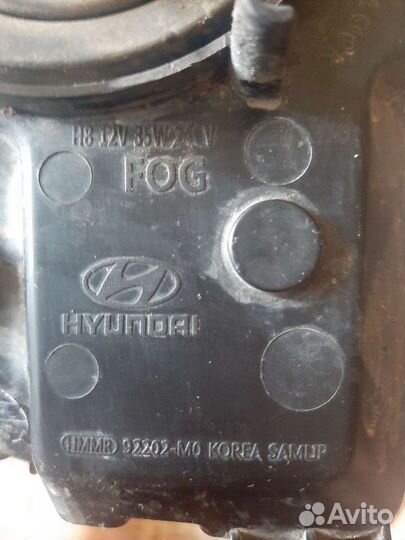 H8 12V 35W
FOG
HYUNDAI
HMMR 92202-M0 KOREA SAMLIP
Avito